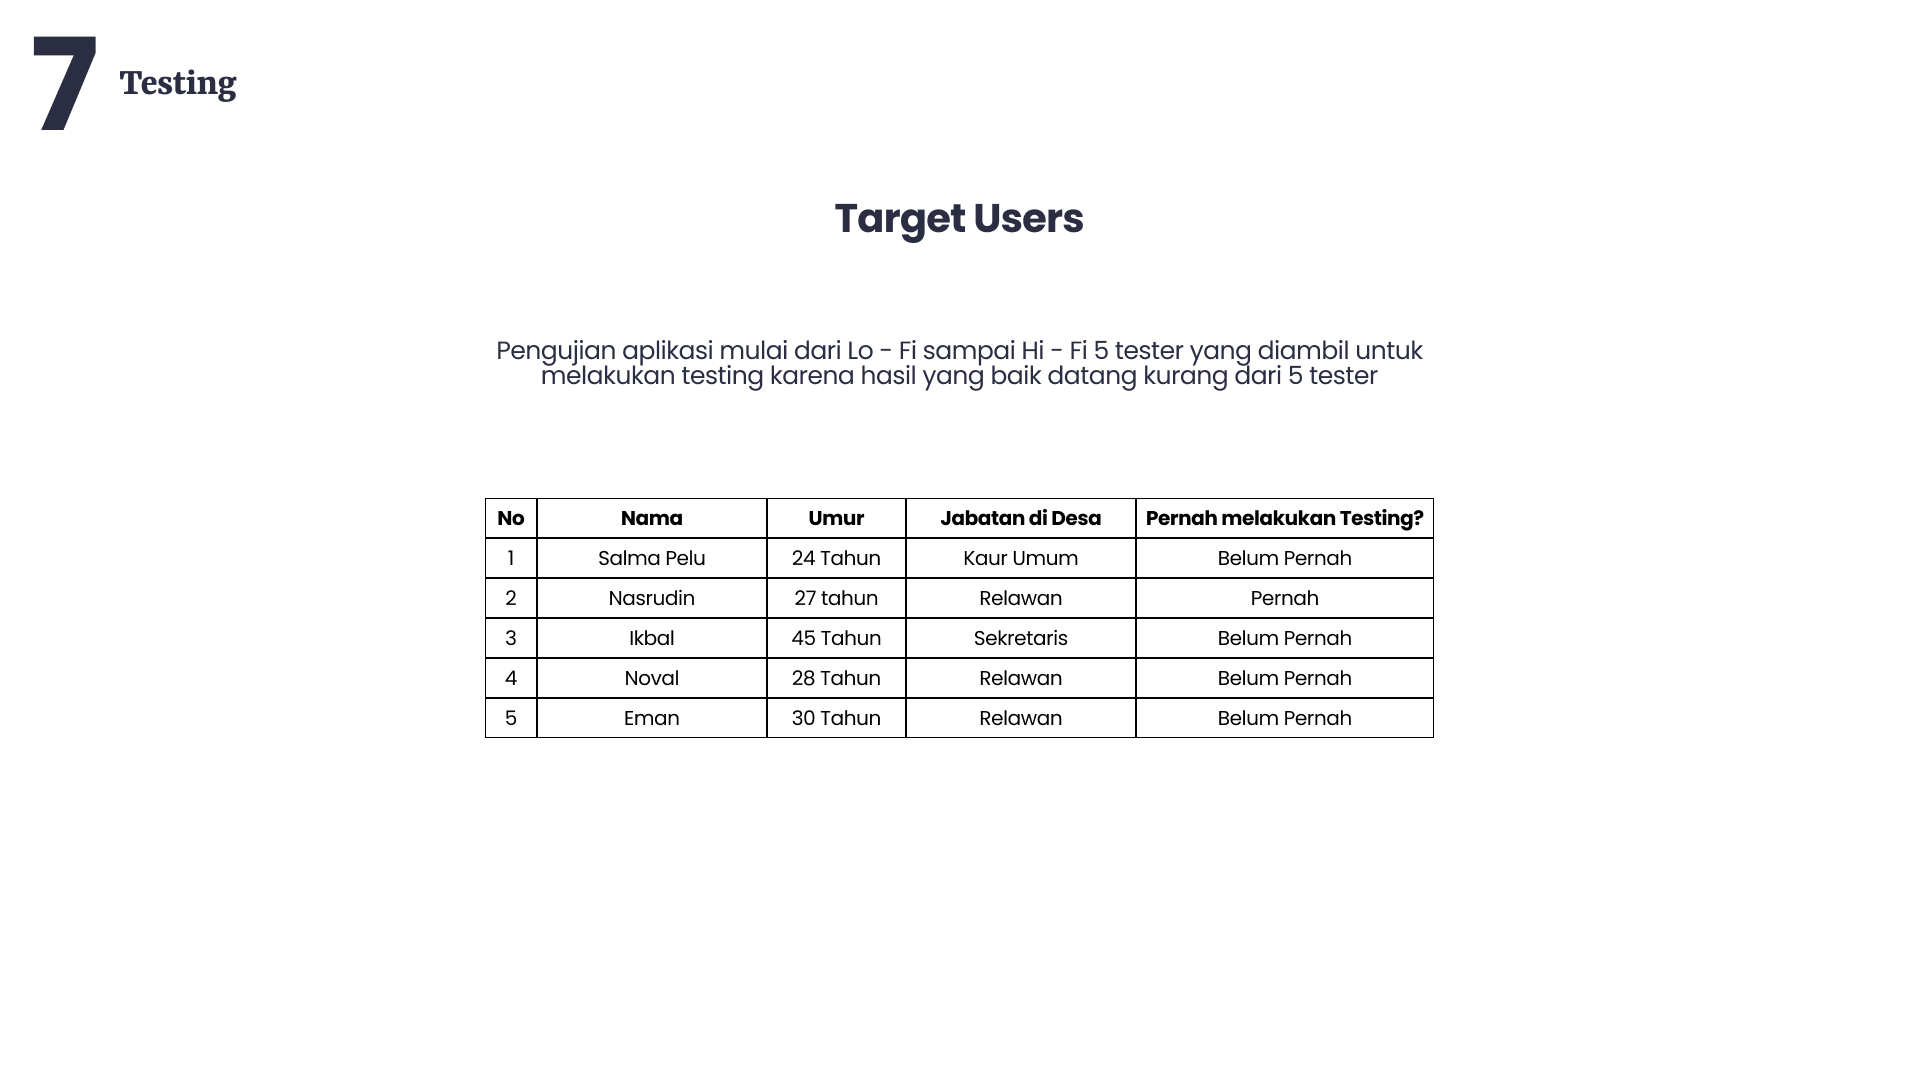 7 Testing
Target Users
Pengujian aplikasi mulai dari Lo - Fi sampai Hi - Fi 5 tester yang diambil untuk
melakukan testing karena hasil yang baik datang kurang dari 5 tester
No Nama Umur Jabatan di Desa Pernah melakukan Testing?
1 Salma Pelu 24 Tahun Kaur Umum Belum Pernah
2 Nasrudin 27 tahun Relawan Pernah
3 Ikbal 45 Tahun Sekretaris Belum Pernah
4 Noval 28 Tahun Relawan Belum Pernah
5 Eman 30 Tahun Relawan Belum Pernah